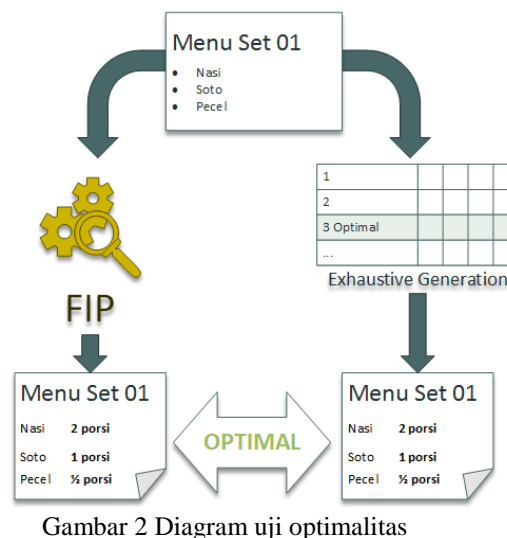 Menu Set 01
• Nasi
• Soto
• Pecel
FIP
1
2
3 Optimal
...
Exhaustive Generation
Menu Set 01
Nasi 2 porsi
Soto 1 porsi
Pecel ½ porsi
OPTIMAL
Menu Set 01
Nasi 2 porsi
Soto 1 porsi
Pecel ½ porsi
Gambar 2 Diagram uji optimalitas